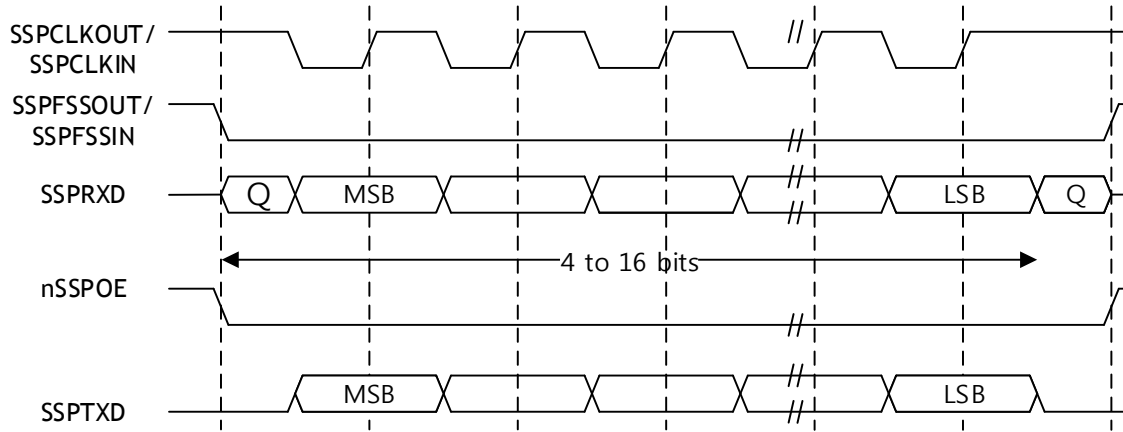 SSPCLKOUT/
SSPCLKIN
//
SSPFSSOUT/
SSPFSSIN
//
SSPRXD
Q
MSB
//
//
LSB
Q
4 to 16 bits
nSSPOE
//
SSPTXD
MSB
//
//
LSB